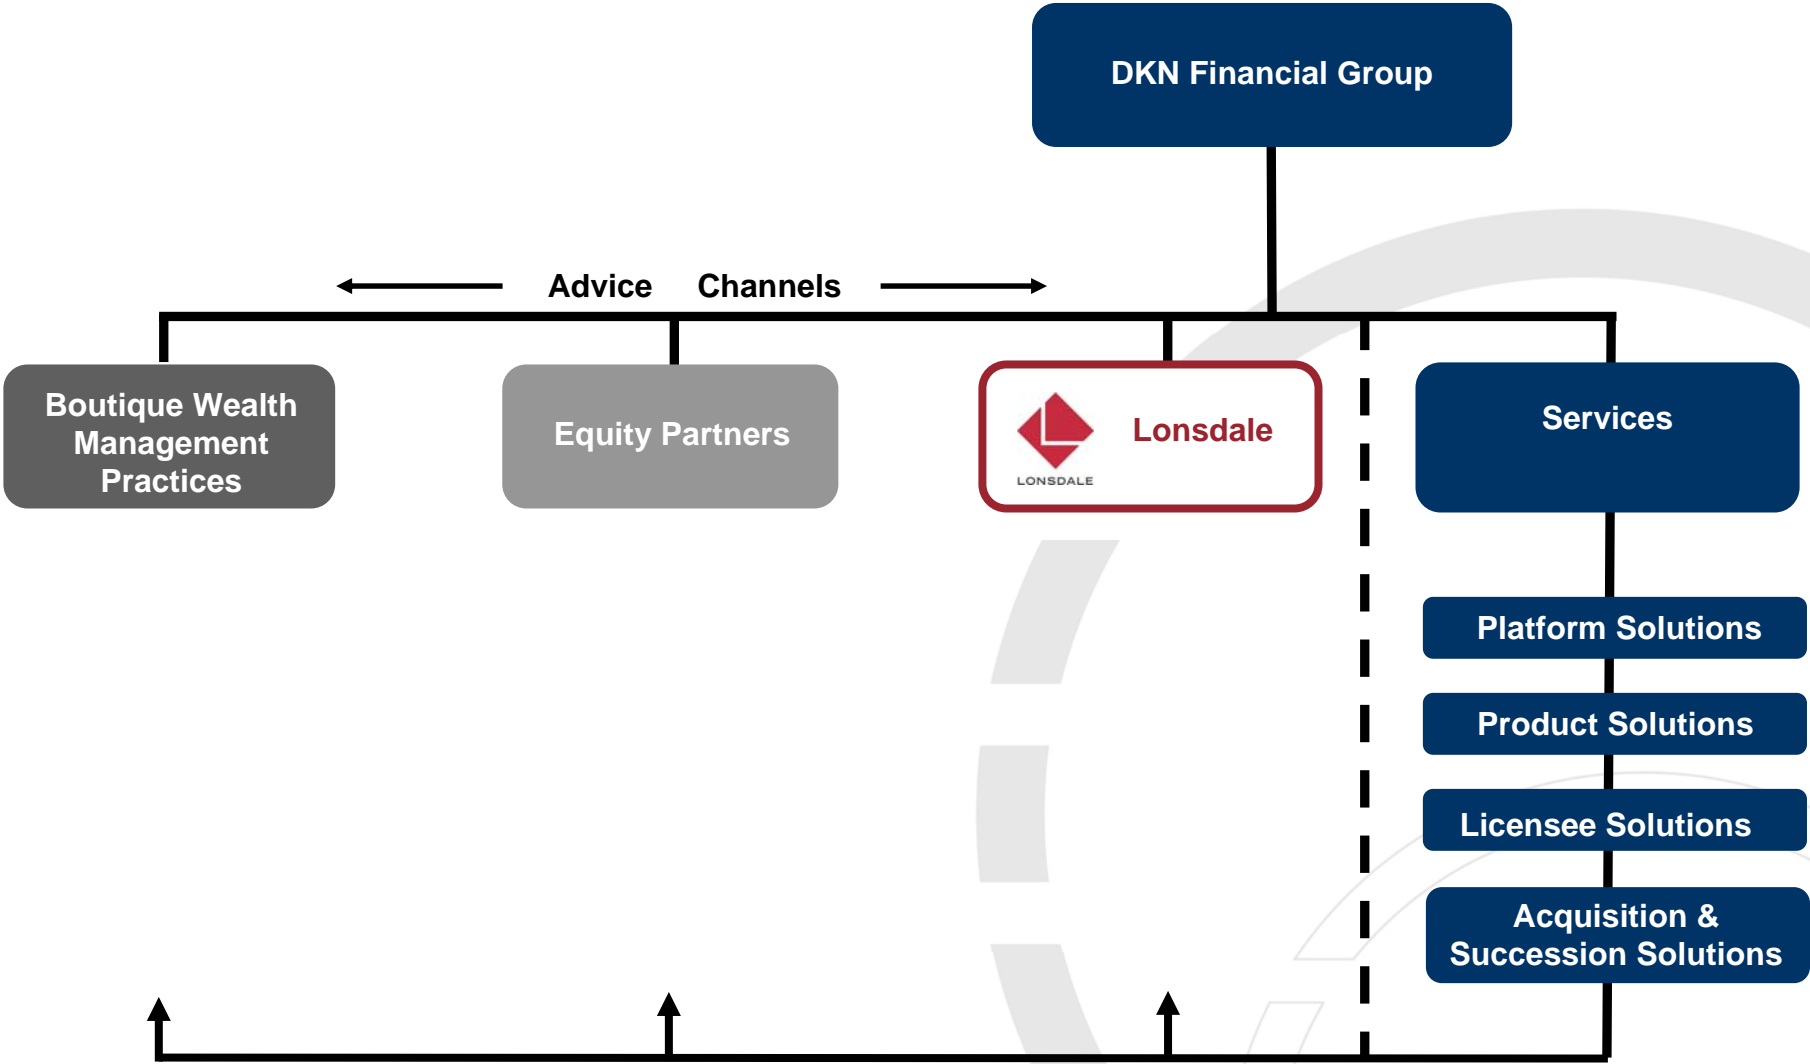 DKN Financial Group
Advice Channels
Boutique Wealth
Management
Practices
Equity Partners
LONSDALE
Lonsdale
Services
Platform Solutions
Product Solutions
Licensee Solutions
Acquisition &
Succession Solutions